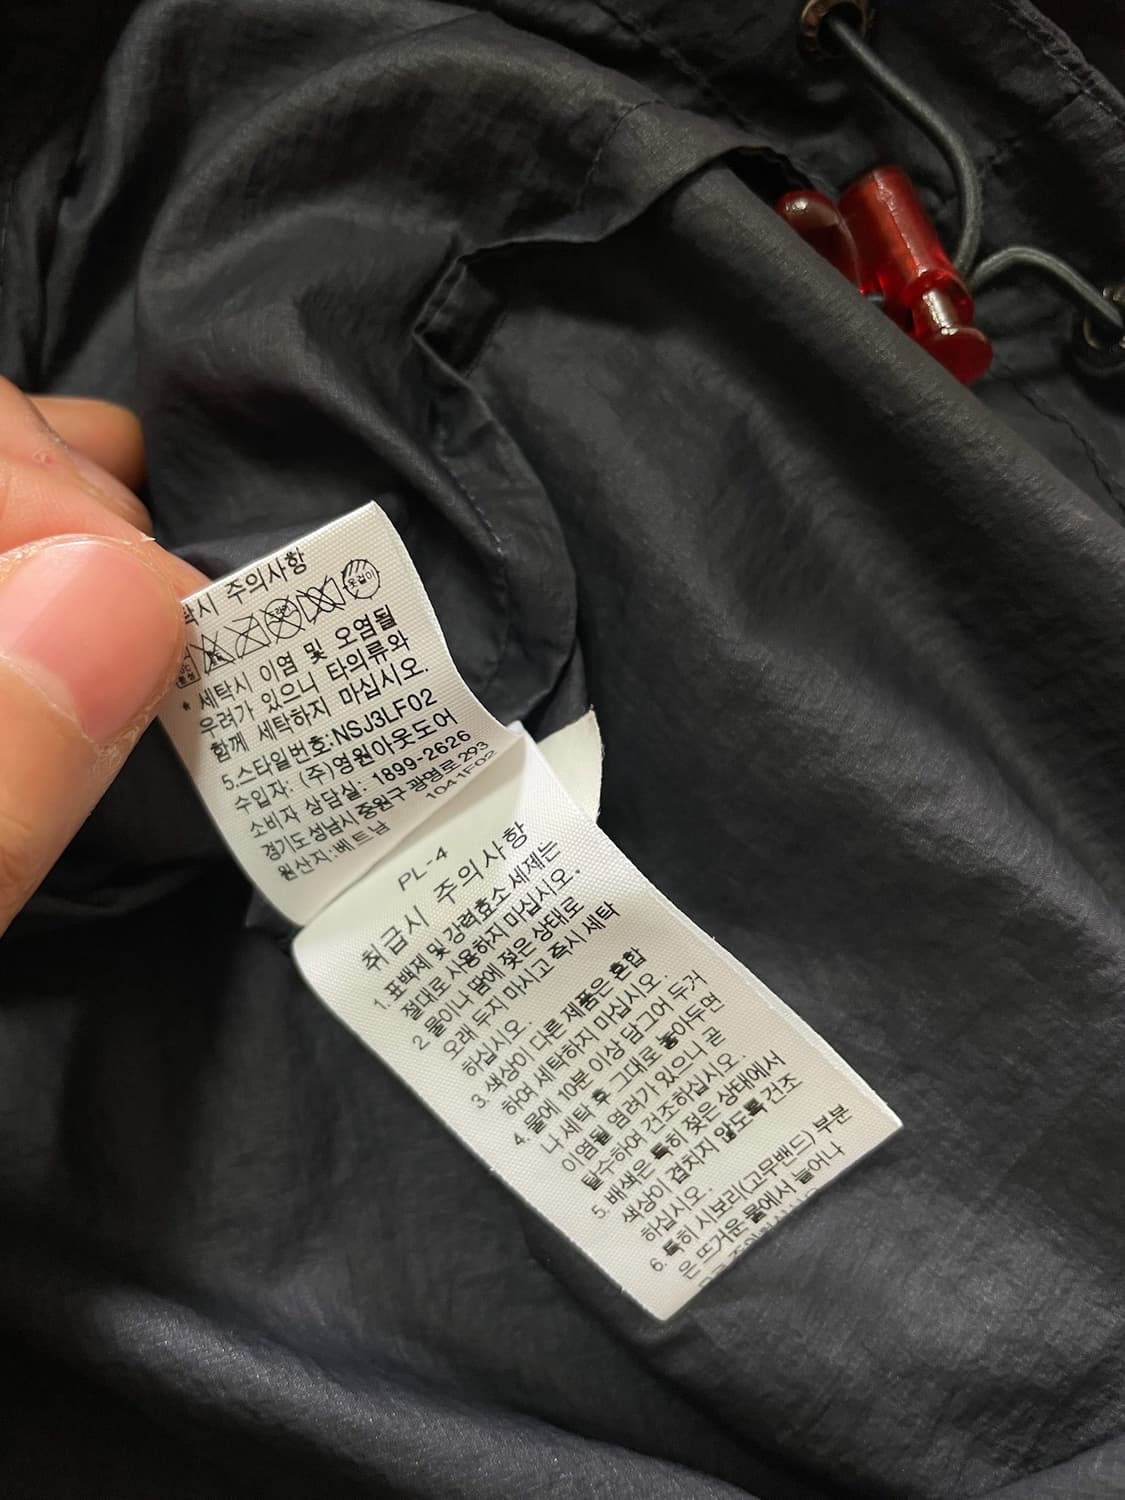 탁시 주의사항
옷걸이
* 세탁시 이염 및 오염될
우려가 있으니 타의류와
함께 세탁하지 마십시오.
5.스타일번호:NSJ3LF02
수입자: (주)영원아웃도어
소비자 상담실: 1899-2626
경기도 성남시 중원구 광명로 293
원산지:베트남 1041F02
PL-4
취급시 주의사항
1. 표백제 및 강력효소세제는
절대로 사용하지 마십시오.
2 물이나 땀에 젖은 상태로
오래 두지 마시고 즉시 세탁
하십시오.
3. 색상이 다른 제품은 혼합
하여 세탁하지 마십시오.
4. 물에 10분 이상 담그어 두거
나 세탁 후 그대로 놓아두면
이염될 염려가 있으니 곧
탈수하여 건조하십시오.
5. 배색은 특히 젖은 상태에서
색상이 겹치지 않도록 건조
하십시오.
6. 특히 시보리(고무밴드) 부분
은 뜨거운 물에서 늘어나